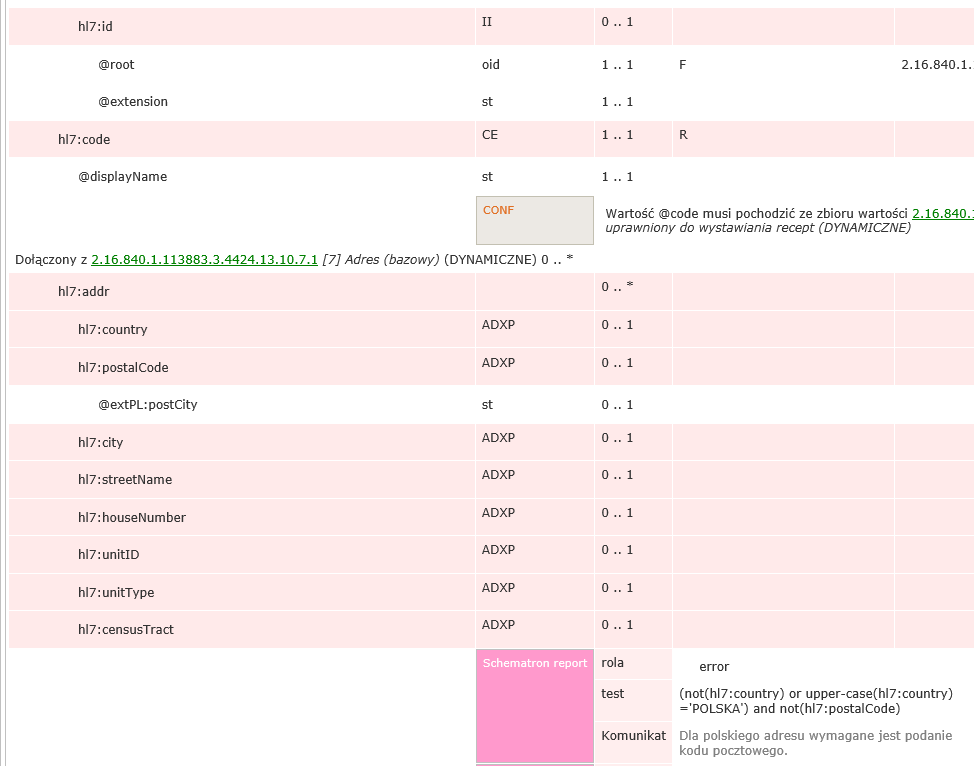 hl7:id II 0 .. 1
@root oid 1 .. 1 F 2.16.840.1.
@extension st 1 .. 1
hl7:code CE 1 .. 1 R
@displayName st 1 .. 1
CONF Wartość @code musi pochodzić ze zbioru wartości 2.16.840.1
uprawniony do wystawiania recept (DYNAMICZNE)
Dołączony z 2.16.840.1.113883.3.4424.13.10.7.1 [7] Adres (bazowy) (DYNAMICZNE) 0 .. *
hl7:addr 0 .. *
hl7:country ADXP 0 .. 1
hl7:postalCode ADXP 0 .. 1
@extPL:postCity st 0 .. 1
hl7:city ADXP 0 .. 1
hl7:streetName ADXP 0 .. 1
hl7:houseNumber ADXP 0 .. 1
hl7:unitID ADXP 0 .. 1
hl7:unitType ADXP 0 .. 1
hl7:censusTract ADXP 0 .. 1
Schematron report rola error
test (not(hl7:country) or upper-case(hl7:country)
='POLSKA') and not(hl7:postalCode)
Komunikat Dla polskiego adresu wymagane jest podanie
kodu pocztowego.